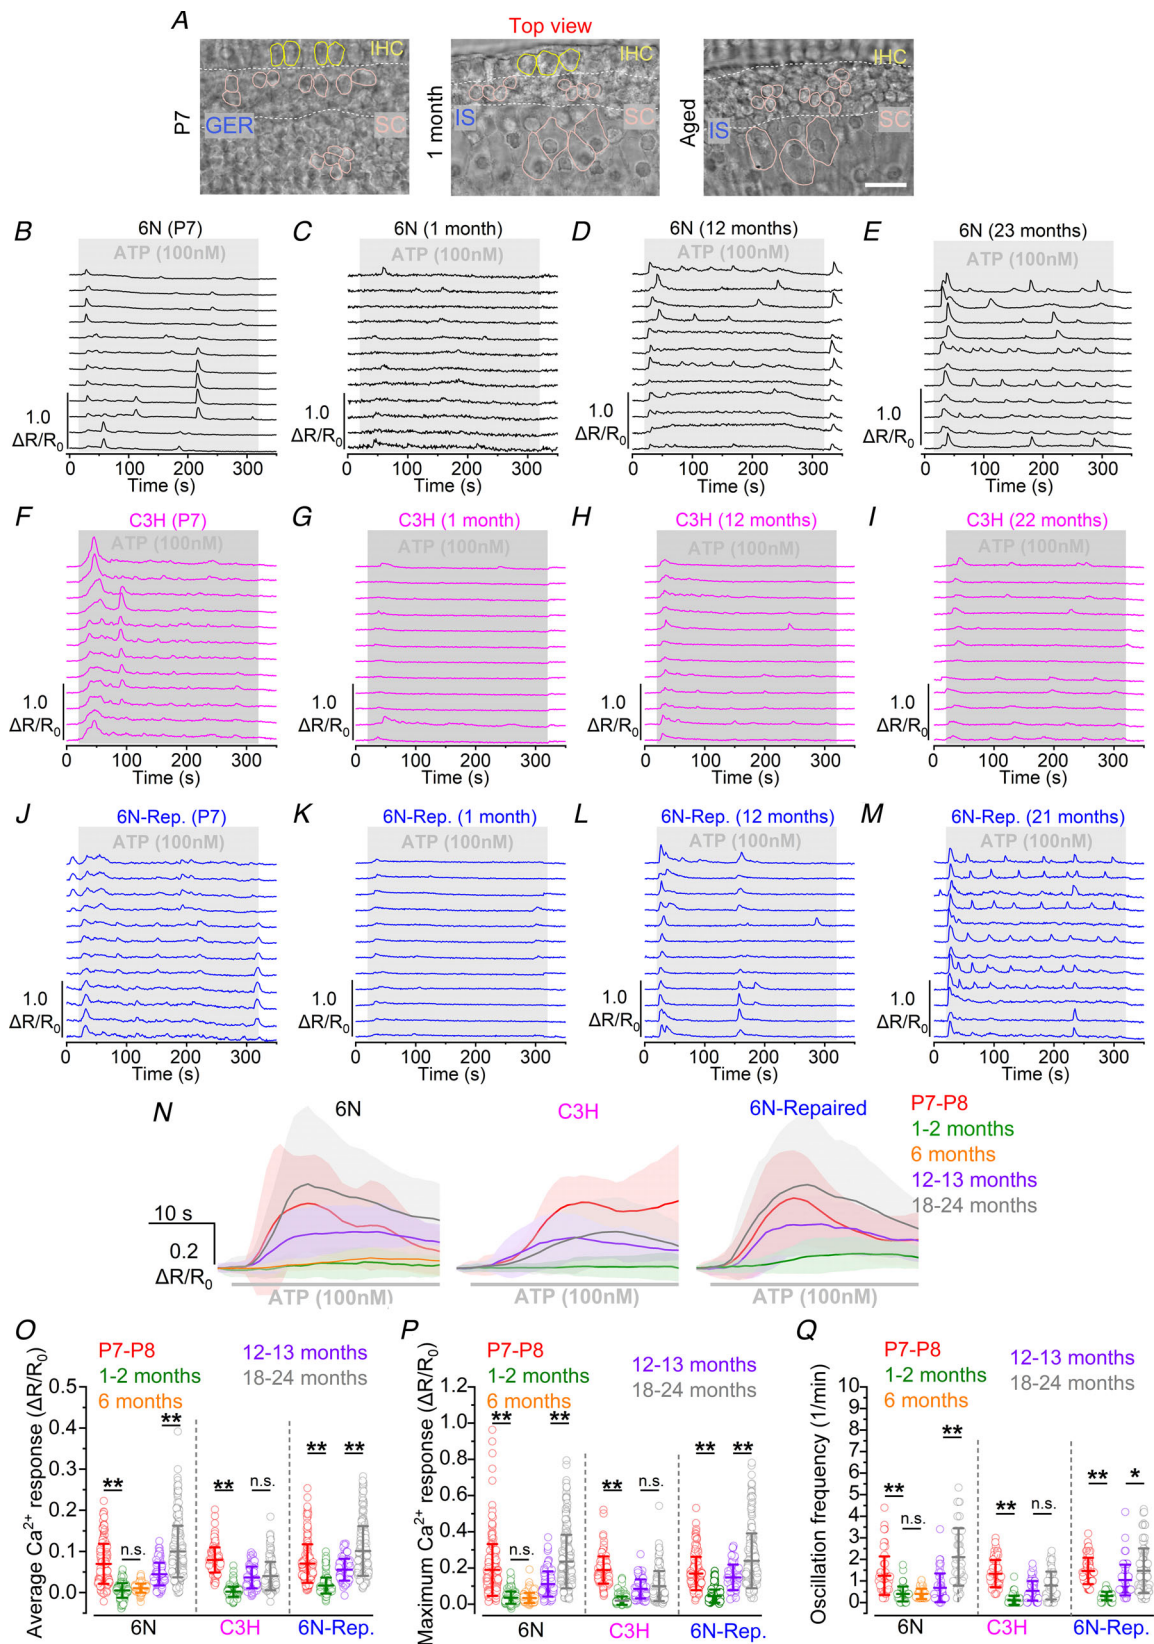 A
Top view
IHC
IHC
IHC
GER
SC
IS
SC
IS
SC
P7
1 month
Aged
B
6N (P7)
C
6N (1 month)
D
6N (12 months)
E
6N (23 months)
ATP (100nM)
ATP (100nM)
ATP (100nM)
ATP (100nM)
1.0
ΔR/R0
1.0
ΔR/R0
1.0
ΔR/R0
1.0
ΔR/R0
0 100 200 300
0 100 200 300
0 100 200 300
0 100 200 300
Time (s)
Time (s)
Time (s)
Time (s)
F
C3H (P7)
G
C3H (1 month)
H
C3H (12 months)
I
C3H (22 months)
ATP (100nM)
ATP (100nM)
ATP (100nM)
ATP (100nM)
1.0
ΔR/R0
1.0
ΔR/R0
1.0
ΔR/R0
1.0
ΔR/R0
0 100 200 300
0 100 200 300
0 100 200 300
0 100 200 300
Time (s)
Time (s)
Time (s)
Time (s)
J
6N-Rep. (P7)
K
6N-Rep. (1 month)
L
6N-Rep. (12 months)
M
6N-Rep. (21 months)
ATP (100nM)
ATP (100nM)
ATP (100nM)
ATP (100nM)
1.0
ΔR/R0
1.0
ΔR/R0
1.0
ΔR/R0
1.0
ΔR/R0
0 100 200 300
0 100 200 300
0 100 200 300
0 100 200 300
Time (s)
Time (s)
Time (s)
Time (s)
N
6N
C3H
6N-Repaired
P7-P8
1-2 months
6 months
12-13 months
18-24 months
10 s
0.2
ΔR/R0
ATP (100nM)
ATP (100nM)
ATP (100nM)
O
P7-P8
1-2 months
6 months
12-13 months
18-24 months
Average Ca2+ response (ΔR/R0)
0.5
0.4
0.3
0.2
0.1
0.0
** n.s. **
** n.s.
** **
6N
C3H
6N-Rep.
P
P7-P8
1-2 months
6 months
12-13 months
18-24 months
Maximum Ca2+ response (ΔR/R0)
1.2
1.0
0.8
0.6
0.4
0.2
0.0
** n.s. **
** n.s.
** **
6N
C3H
6N-Rep.
Q
P7-P8
1-2 months
6 months
12-13 months
18-24 months
Oscillation frequency (1/min)
10
9
8
7
6
5
4
3
2
1
0
** n.s. **
** n.s.
** *
6N
C3H
6N-Rep.